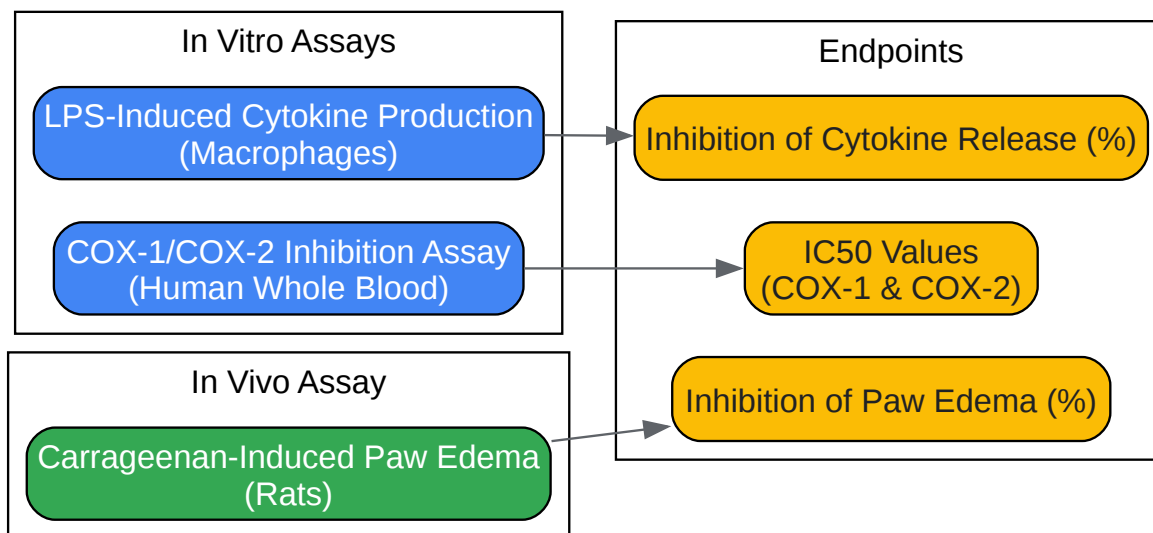 In Vitro Assays
LPS-Induced Cytokine Production
(Macrophages)
COX-1/COX-2 Inhibition Assay
(Human Whole Blood)
In Vivo Assay
Carrageenan-Induced Paw Edema
(Rats)
Endpoints
Inhibition of Cytokine Release (%)
IC50 Values
(COX-1 & COX-2)
Inhibition of Paw Edema (%)